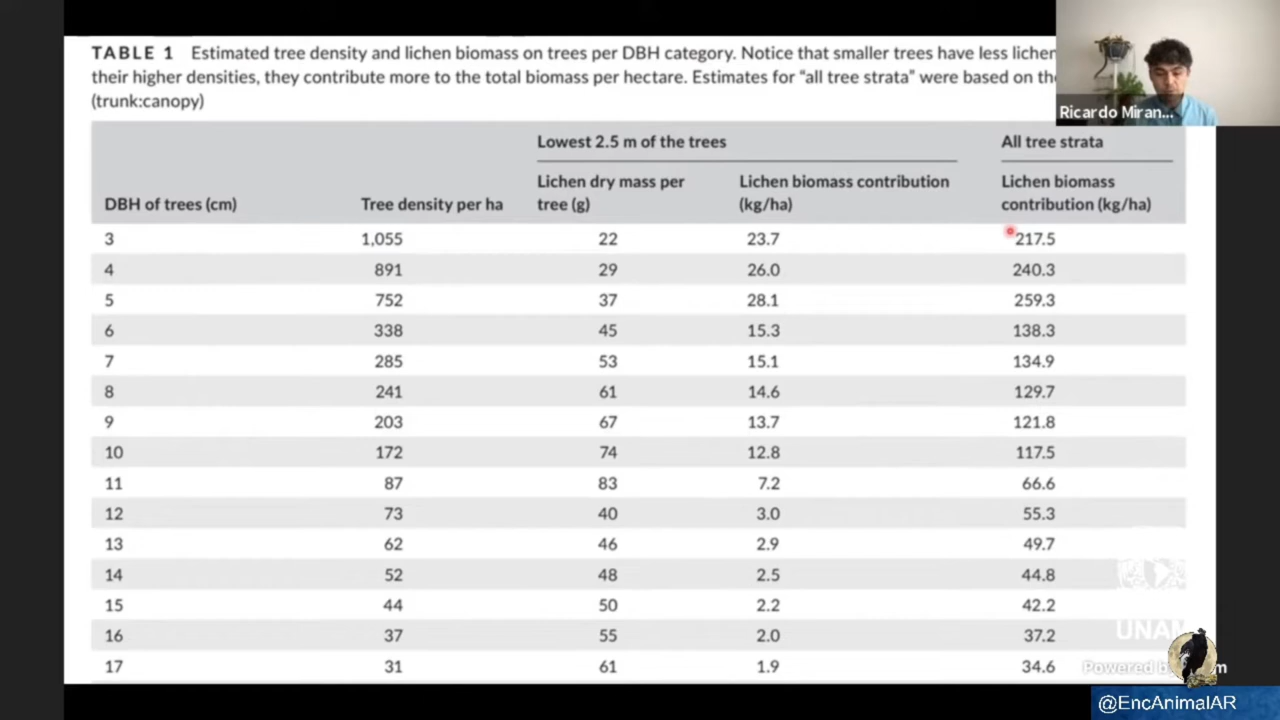 TABLE 1 Estimated tree density and lichen biomass on trees per DBH category. Notice that smaller trees have less lichen
their higher densities, they contribute more to the total biomass per hectare. Estimates for "all tree strata" were based on the
(trunk:canopy)
Ricardo Miran...
Lowest 2.5 m of the trees All tree strata
Lichen dry mass per Lichen biomass contribution Lichen biomass
DBH of trees (cm) Tree density per ha tree (g) (kg/ha) contribution (kg/ha)
3 1,055 22 23.7 217.5
4 891 29 26.0 240.3
5 752 37 28.1 259.3
6 338 45 15.3 138.3
7 285 53 15.1 134.9
8 241 61 14.6 129.7
9 203 67 13.7 121.8
10 172 74 12.8 117.5
11 87 83 7.2 66.6
12 73 40 3.0 55.3
13 62 46 2.9 49.7
14 52 48 2.5 44.8
15 44 50 2.2 42.2
16 37 55 2.0 37.2
UNAM
17 31 61 1.9 34.6
Powered
@EncAnimalAR